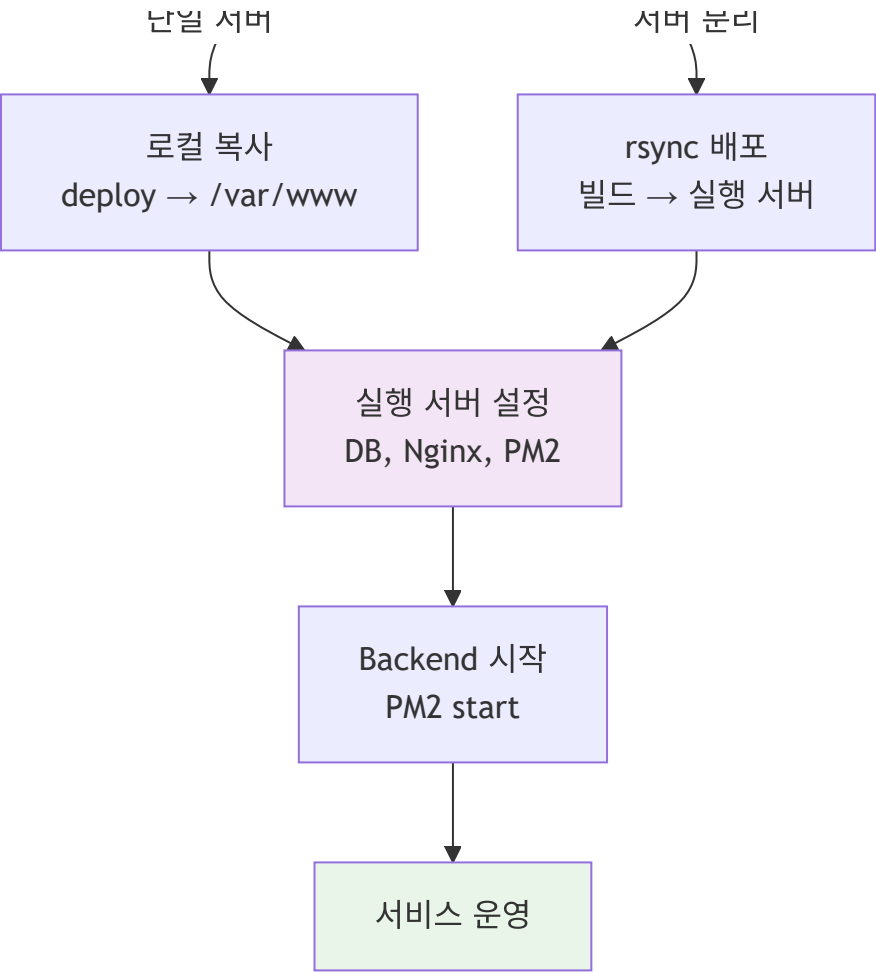 단일 서버
서버 분리
로컬 복사
deploy → /var/www
rsync 배포
빌드 → 실행 서버
실행 서버 설정
DB, Nginx, PM2
Backend 시작
PM2 start
서비스 운영